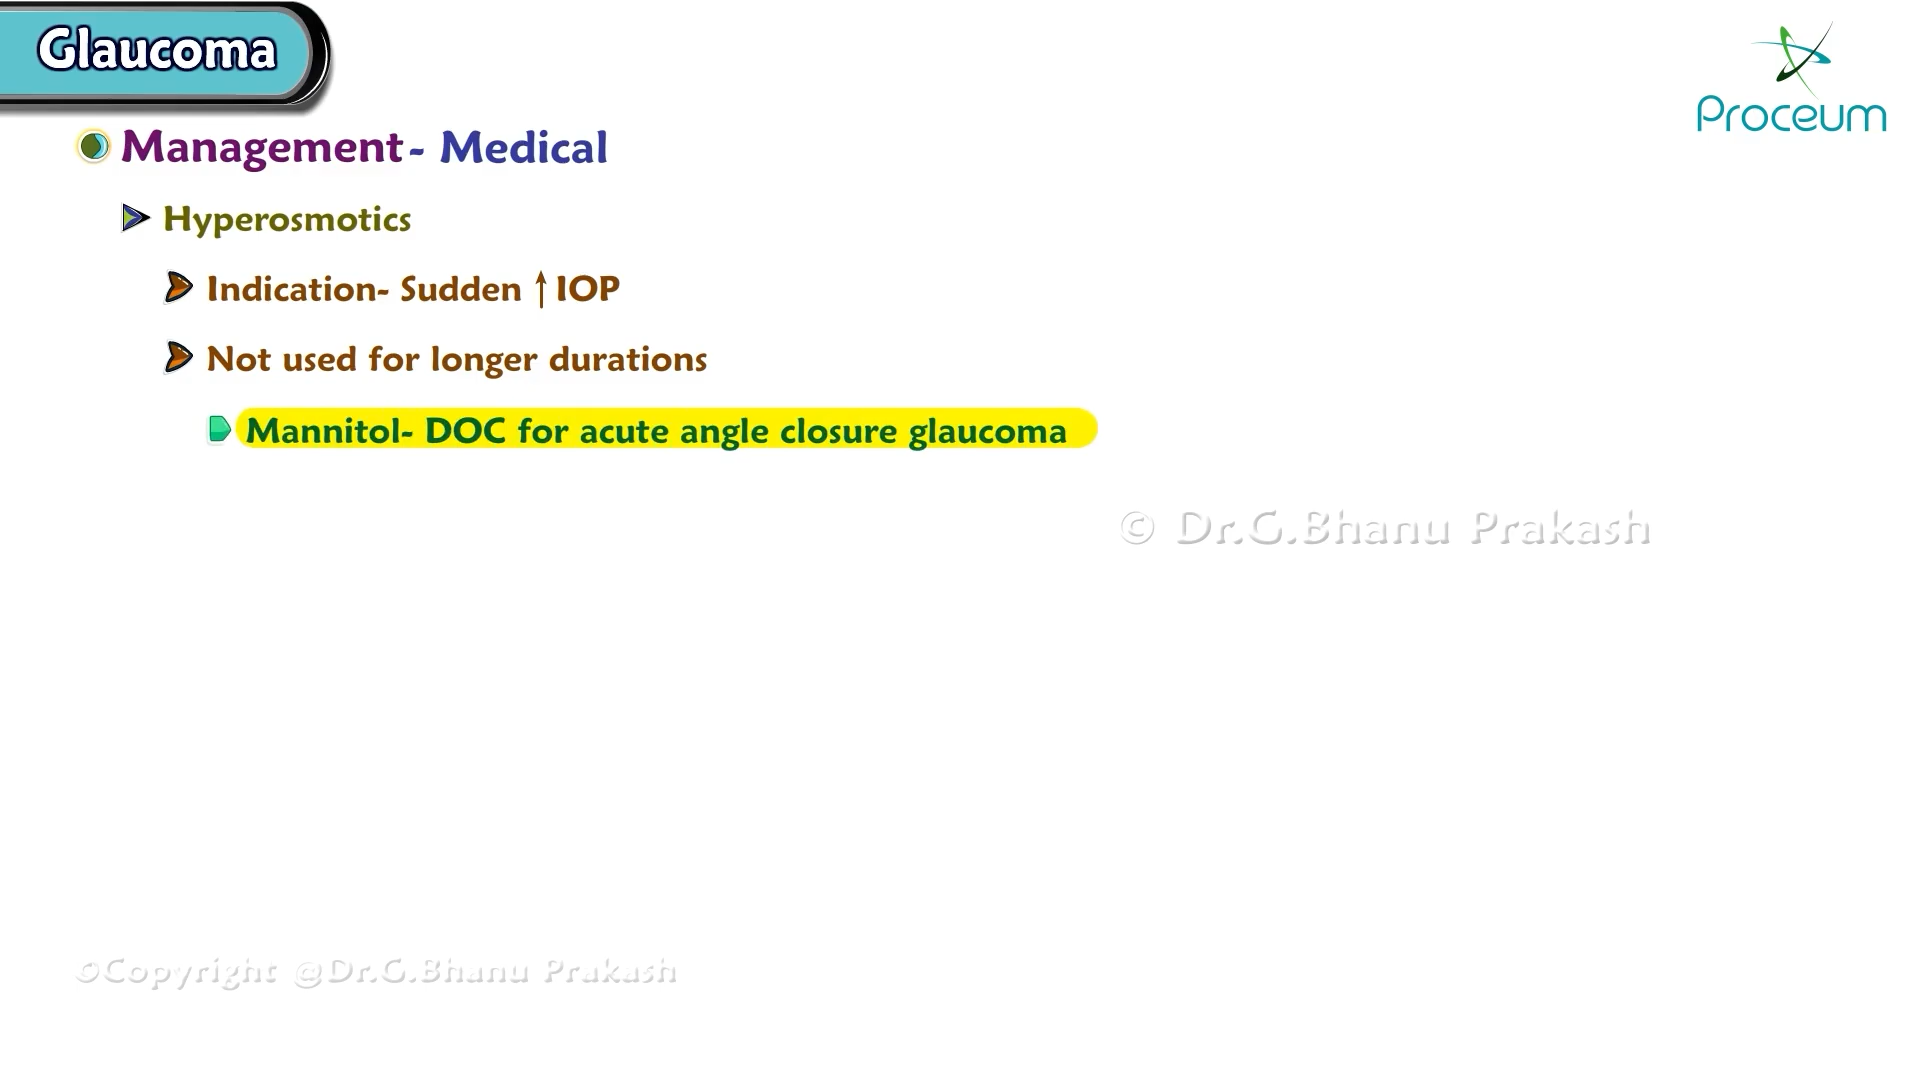 Glaucoma
Proceum
Management- Medical
Hyperosmotics
Indication- Sudden ↑ IOP
Not used for longer durations
Mannitol- DOC for acute angle closure glaucoma
© Dr.G.Bhanu Prakash
©Copyright @Dr.G.Bhanu Prakash